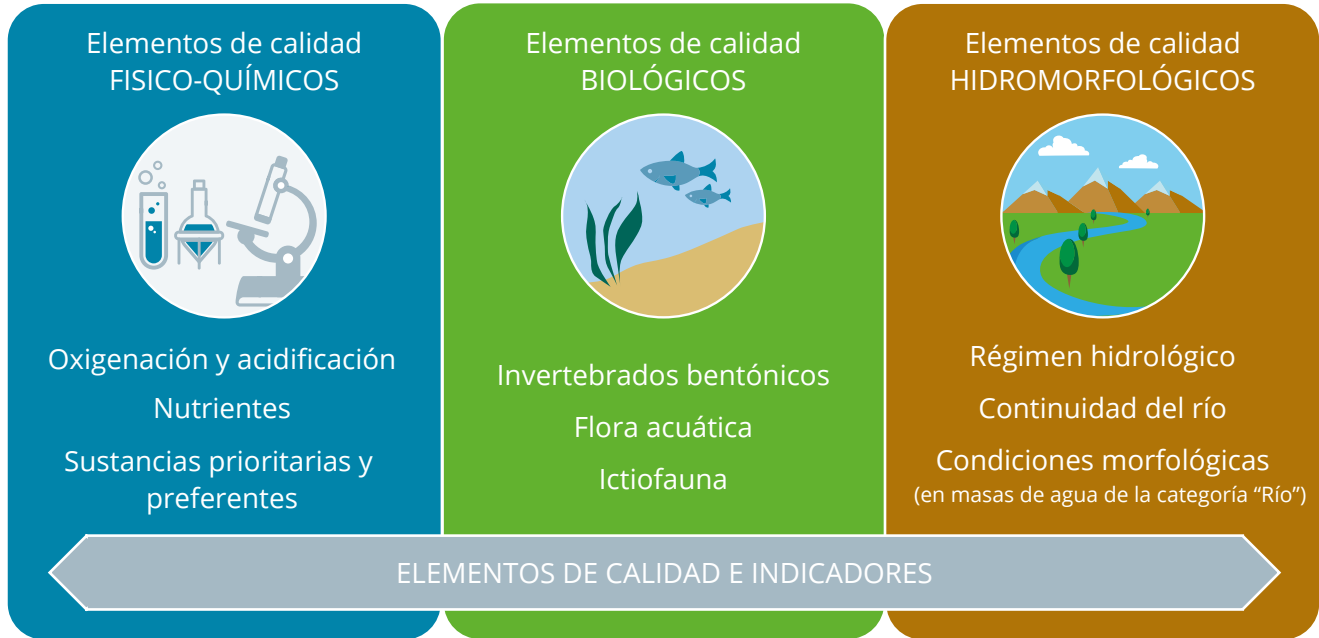 Elementos de calidad
FISICO-QUÍMICOS
Oxigenación y acidificación
Nutrientes
Sustancias prioritarias y
preferentes
Elementos de calidad
BIOLÓGICOS
Invertebrados bentónicos
Flora acuática
Ictiofauna
Elementos de calidad
HIDROMORFOLÓGICOS
Régimen hidrológico
Continuidad del río
Condiciones morfológicas
(en masas de agua de la categoría “Río”)
ELEMENTOS DE CALIDAD E INDICADORES